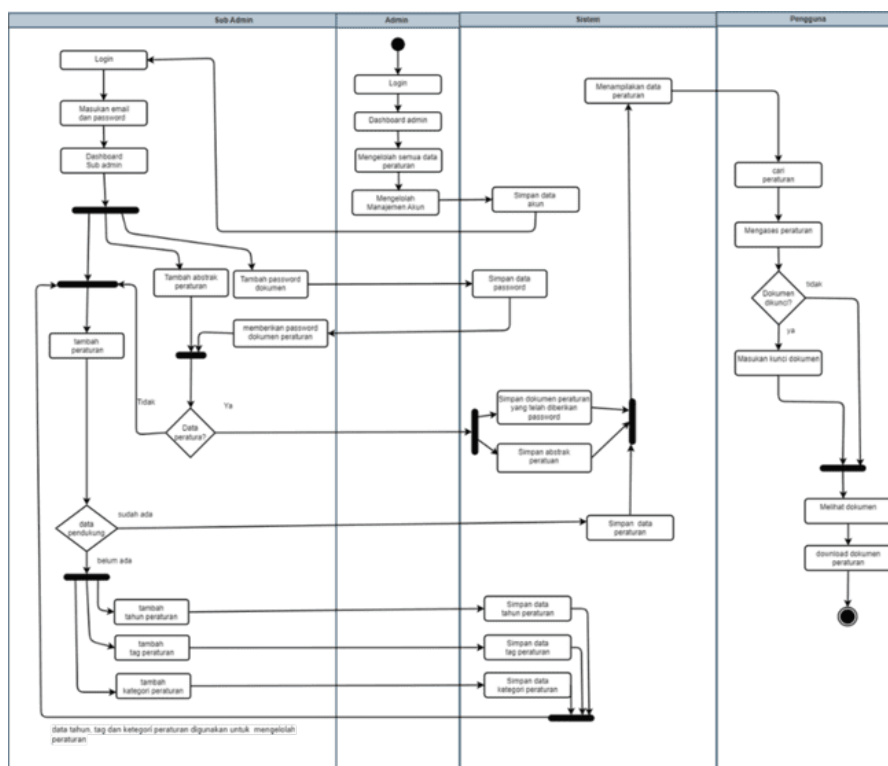 Sub Admin
Admin
Sistem
Pengguna
Login
Masukan email
dan password
Dashboard
Sub admin
Login
Dashboard admin
Mengelolah semua data
peraturan
Mengelolah
Manajemen Akun
Simpan data
akun
Menampilakan data
peraturan
cari
peraturan
Mengases peraturan
Dokumen
dikunci?
tidak
ya
Masukan kunci dokumen
Melihat dokumen
download dokumen
peraturan
Tambah abstrak
peraturan
Tambah password
dokumen
Simpan data
password
memberikan password
dokumen peraturan
tambah
peraturan
Tidak
Ya
Data
peratura?
Simpan dokumen peraturan
yang telah diberikan
password
Simpan abstrak
peratuan
data
pendukung
sudah ada
belum ada
Simpan data
peraturan
tambah
tahun peraturan
Simpan data
tahun peraturan
tambah
tag peraturan
Simpan data
tag peraturan
tambah
kategori peraturan
Simpan data
kategori peraturan
data tahun, tag dan ketegori peraturan digunakan untuk mengelolah
peraturan